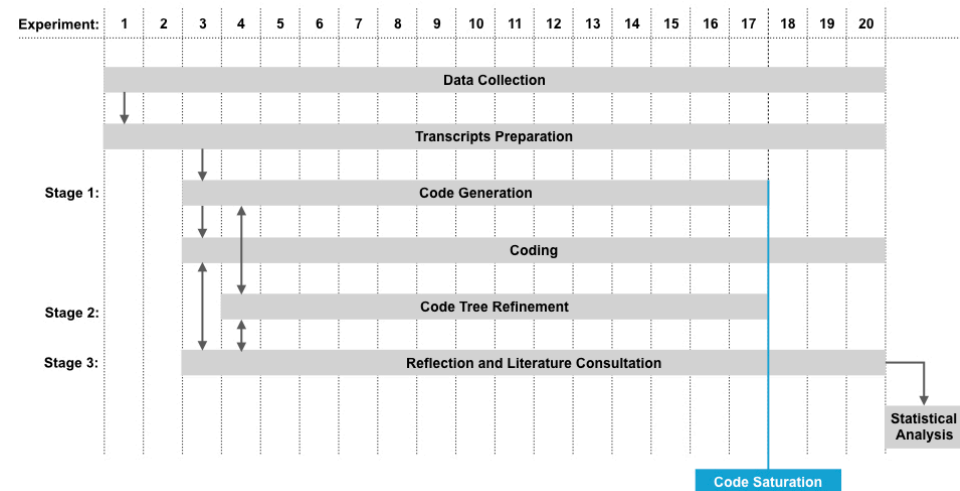 Experiment: 1 2 3 4 5 6 7 8 9 10 11 12 13 14 15 16 17 18 19 20
Data Collection
Transcripts Preparation
Stage 1: Code Generation
Coding
Stage 2: Code Tree Refinement
Stage 3: Reflection and Literature Consultation
Statistical
Analysis
Code Saturation